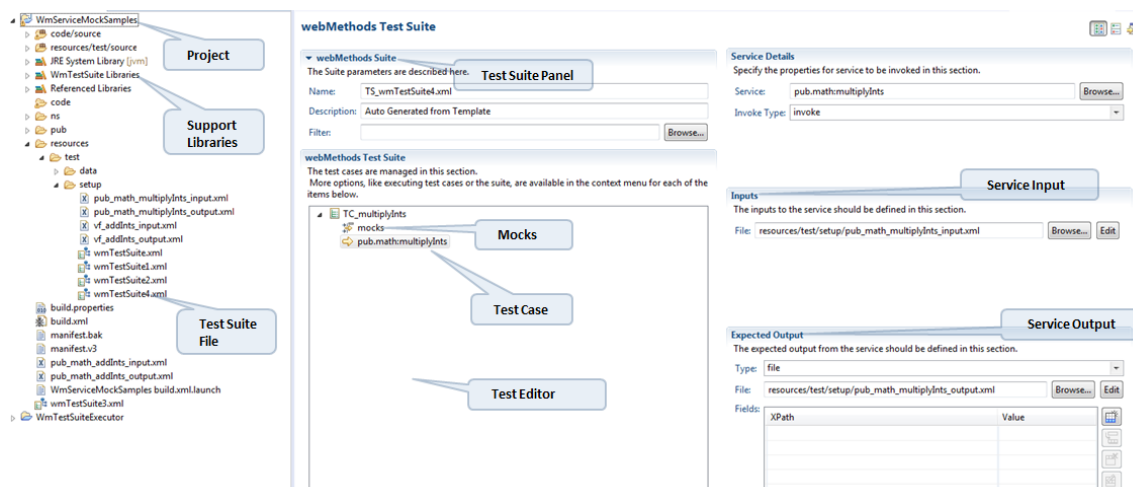 WmServiceMockSamples
code/source
resources/test/source
JRE System Library [jvm]
WmTestSuite Libraries
Referenced Libraries
code
ns
pub
resources
test
data
setup
pub_math_multiplyInts_input.xml
pub_math_multiplyInts_output.xml
vf_addInts_input.xml
vf_addInts_output.xml
wmTestSuite.xml
wmTestSuite1.xml
wmTestSuite2.xml
wmTestSuite4.xml
build.properties
build.xml
manifest.bak
manifest.v3
pub_math_addInts_input.xml
pub_math_addInts_output.xml
WmServiceMockSamples build.xml.launch
wmTestSuite3.xml
WmTestSuiteExecutor
Project
Support
Libraries
Test Suite
File
webMethods Test Suite
webMethods Suite
The Suite parameters are described here.
Test Suite Panel
Name: TS_wmTestSuite4.xml
Description: Auto Generated from Template
Filter: Browse...
webMethods Test Suite
The test cases are managed in this section.
More options, like executing test cases or the suite, are available in the context menu for each of the
items below.
TC_multiplyInts
mocks
pub.math:multiplyInts
Mocks
Test Case
Test Editor
Service Details
Specify the properties for service to be invoked in this section.
Service: pub.math:multiplyInts Browse...
Invoke Type: invoke
Service Input
Inputs
The inputs to the service should be defined in this section.
File: resources/test/setup/pub_math_multiplyInts_input.xml Browse... Edit
Service Output
Expected Output
The expected output from the service should be defined in this section.
Type: file
File: resources/test/setup/pub_math_multiplyInts_output.xml Browse... Edit
Fields: XPath Value